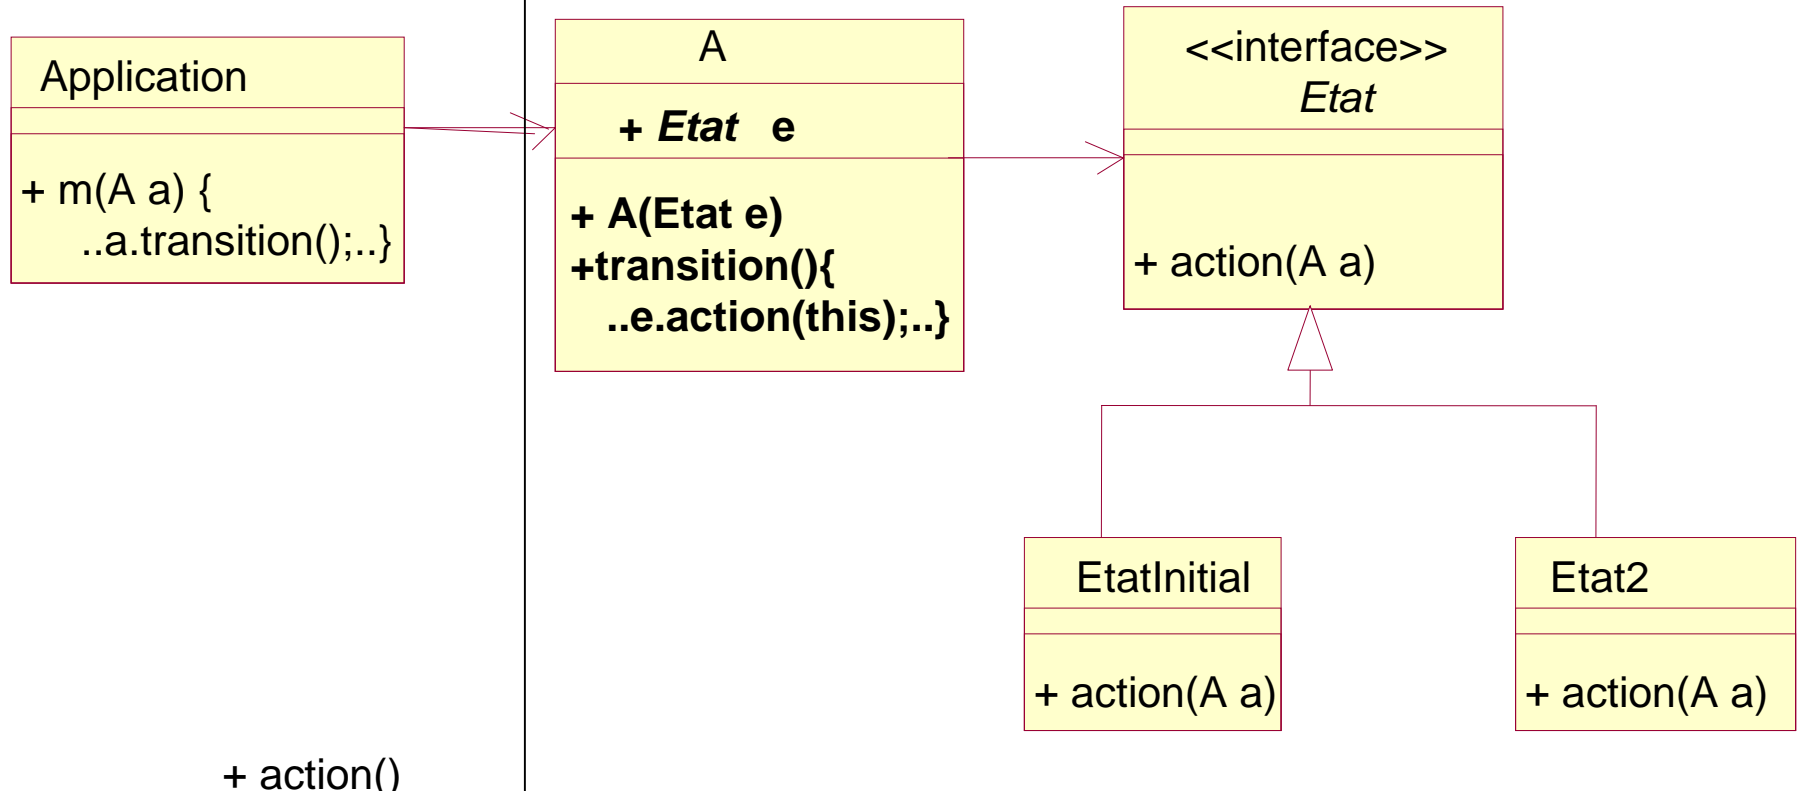 Application
+ m(A a) {
..a.transition();..}
A
+ Etat e
+ A(Etat e)
+transition(){
..e.action(this);..}
<<interface>>
Etat
+ action(A a)
EtatInitial
+ action(A a)
Etat2
+ action(A a)
+ action()